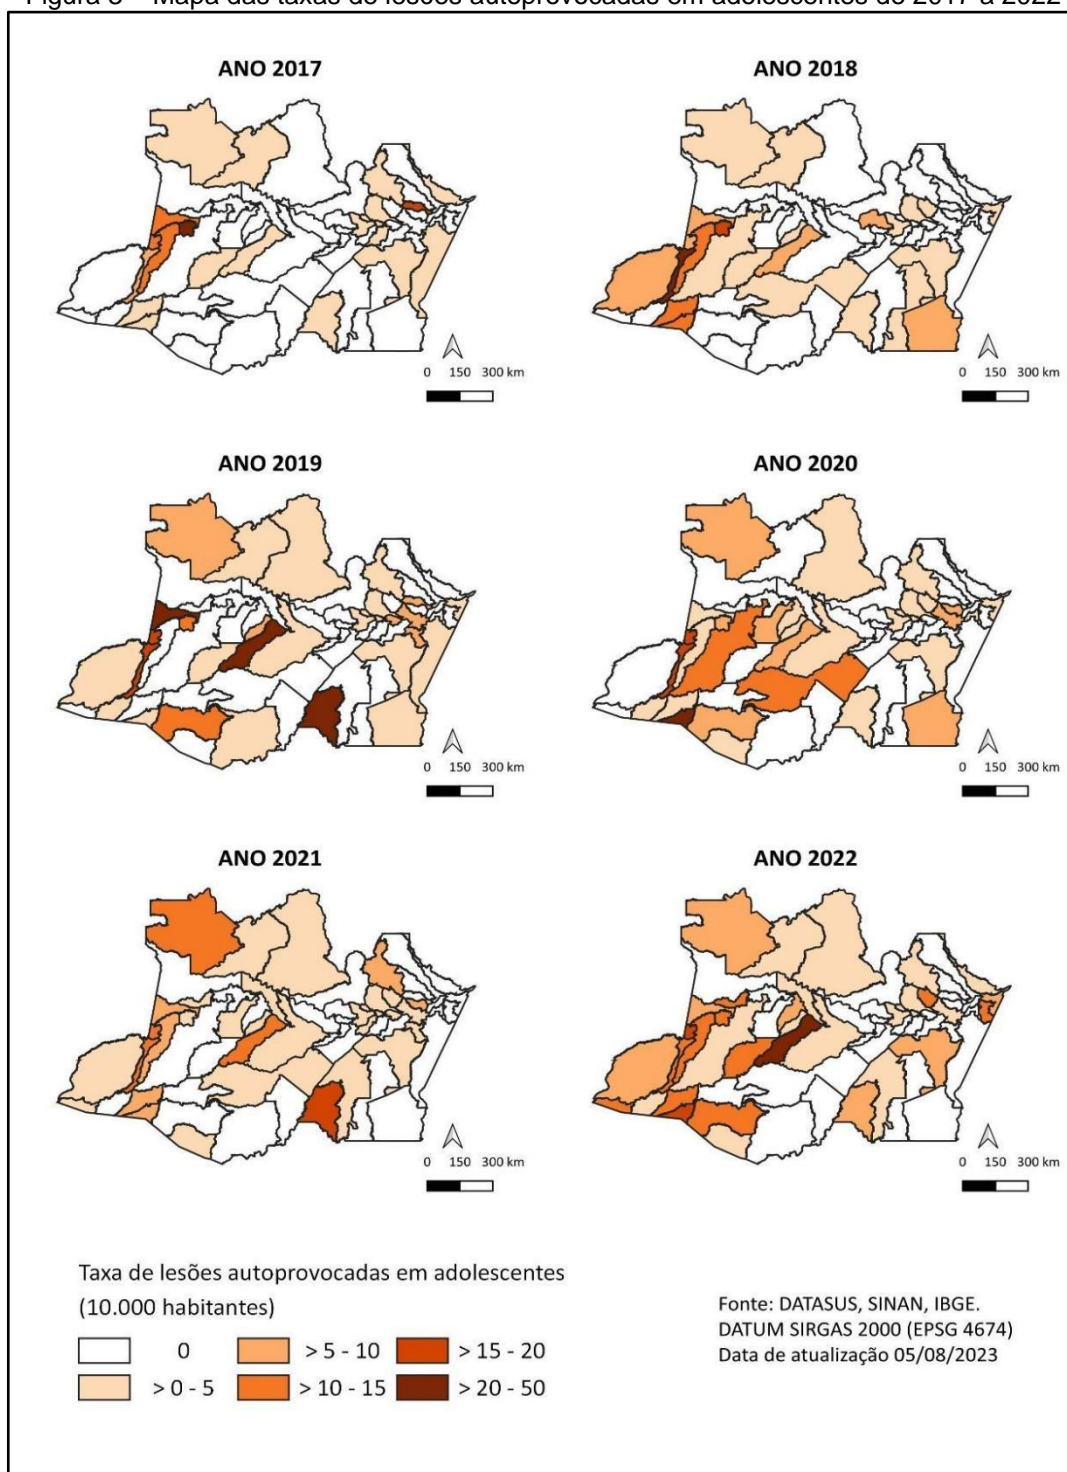 Figura 3 – Mapa das taxas de lesões autoprovocadas em adolescentes de 2017 a 2022
ANO 2017
ANO 2018
0 150 300 km
0 150 300 km
ANO 2019
ANO 2020
0 150 300 km
0 150 300 km
ANO 2021
ANO 2022
0 150 300 km
0 150 300 km
Taxa de lesões autoprovocadas em adolescentes
(10.000 habitantes)
0 > 5 - 10 > 15 - 20
> 0 - 5 > 10 - 15 > 20 - 50
Fonte: DATASUS, SINAN, IBGE.
DATUM SIRGAS 2000 (EPSG 4674)
Data de atualização 05/08/2023